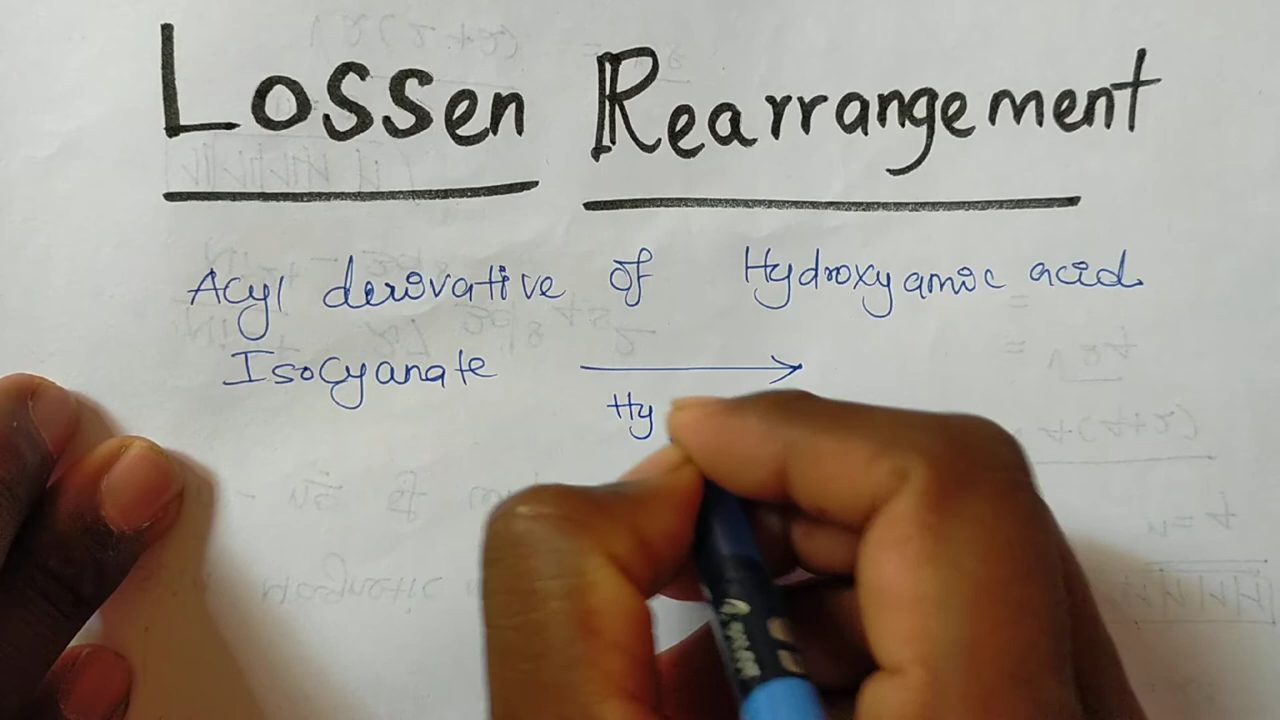 Lossen Rearrangement
Acyl derivative of Hydroxyamic acid
Isocyanate
Hy